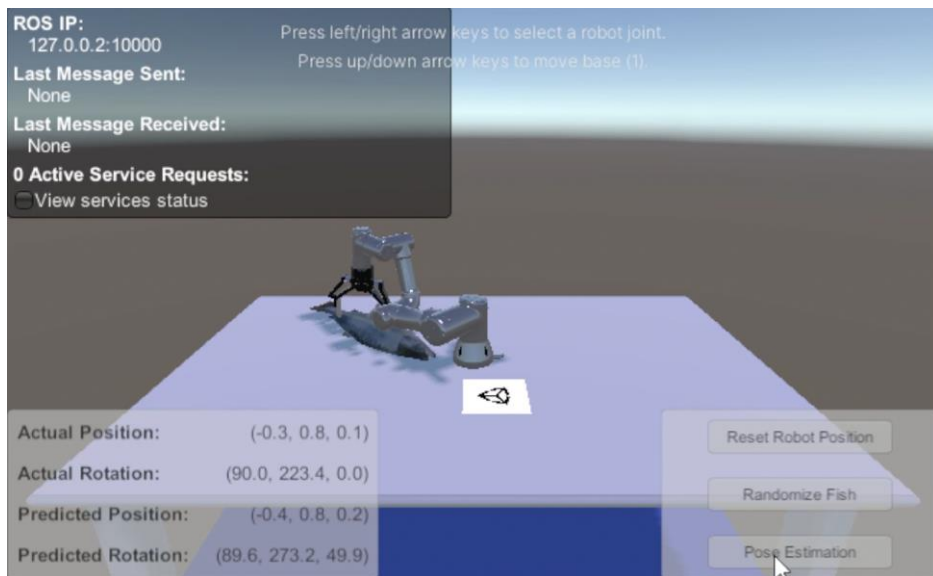 ROS IP:
127.0.0.2:10000
Last Message Sent:
None
Last Message Received:
None
0 Active Service Requests:
View services status
Press left/right arrow keys to select a robot joint.
Press up/down arrow keys to move base (1).
Actual Position: (-0.3, 0.8, 0.1)
Actual Rotation: (90.0, 223.4, 0.0)
Predicted Position: (-0.4, 0.8, 0.2)
Predicted Rotation: (89.6, 273.2, 49.9)
Reset Robot Position
Randomize Fish
Pose Estimation